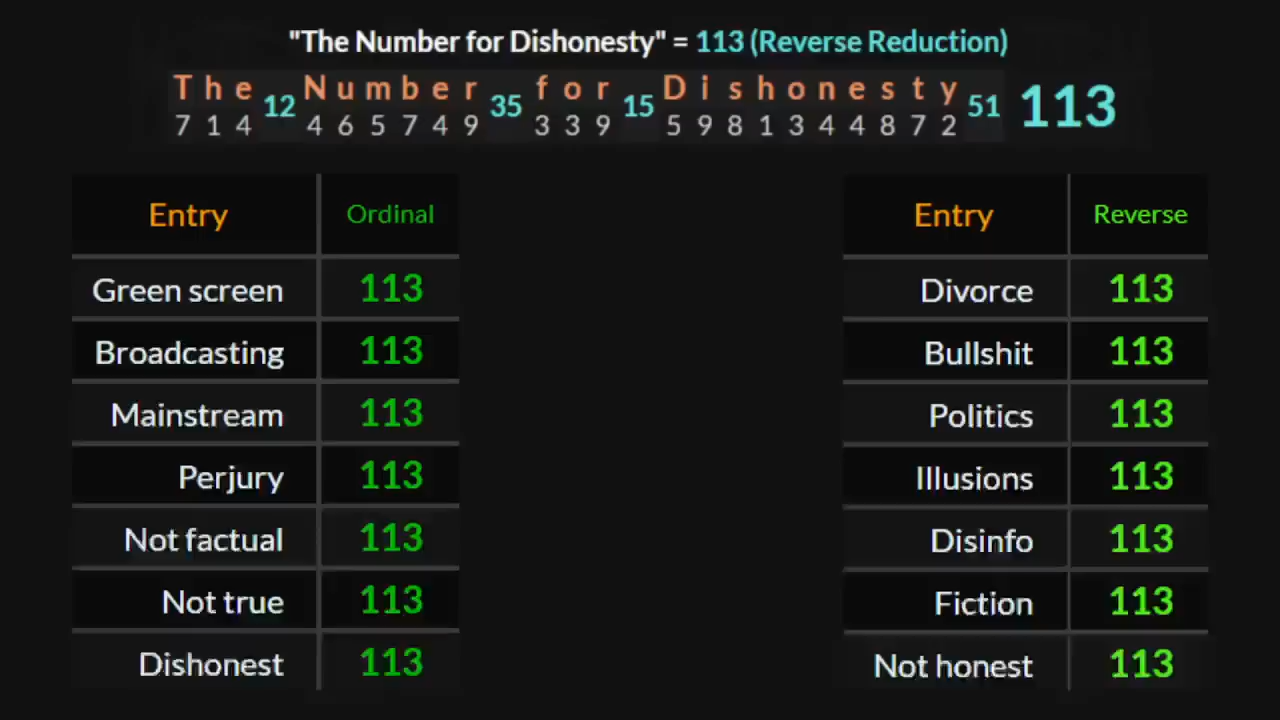 "The Number for Dishonesty" = 113 (Reverse Reduction)
The 12 Number 35 for 15 Dishonesty 51 113
7 1 4 4 6 5 7 4 9 3 3 9 5 9 8 1 3 4 4 8 7 2
Entry Ordinal
Green screen 113
Broadcasting 113
Mainstream 113
Perjury 113
Not factual 113
Not true 113
Dishonest 113
Entry Reverse
Divorce 113
Bullshit 113
Politics 113
Illusions 113
Disinfo 113
Fiction 113
Not honest 113